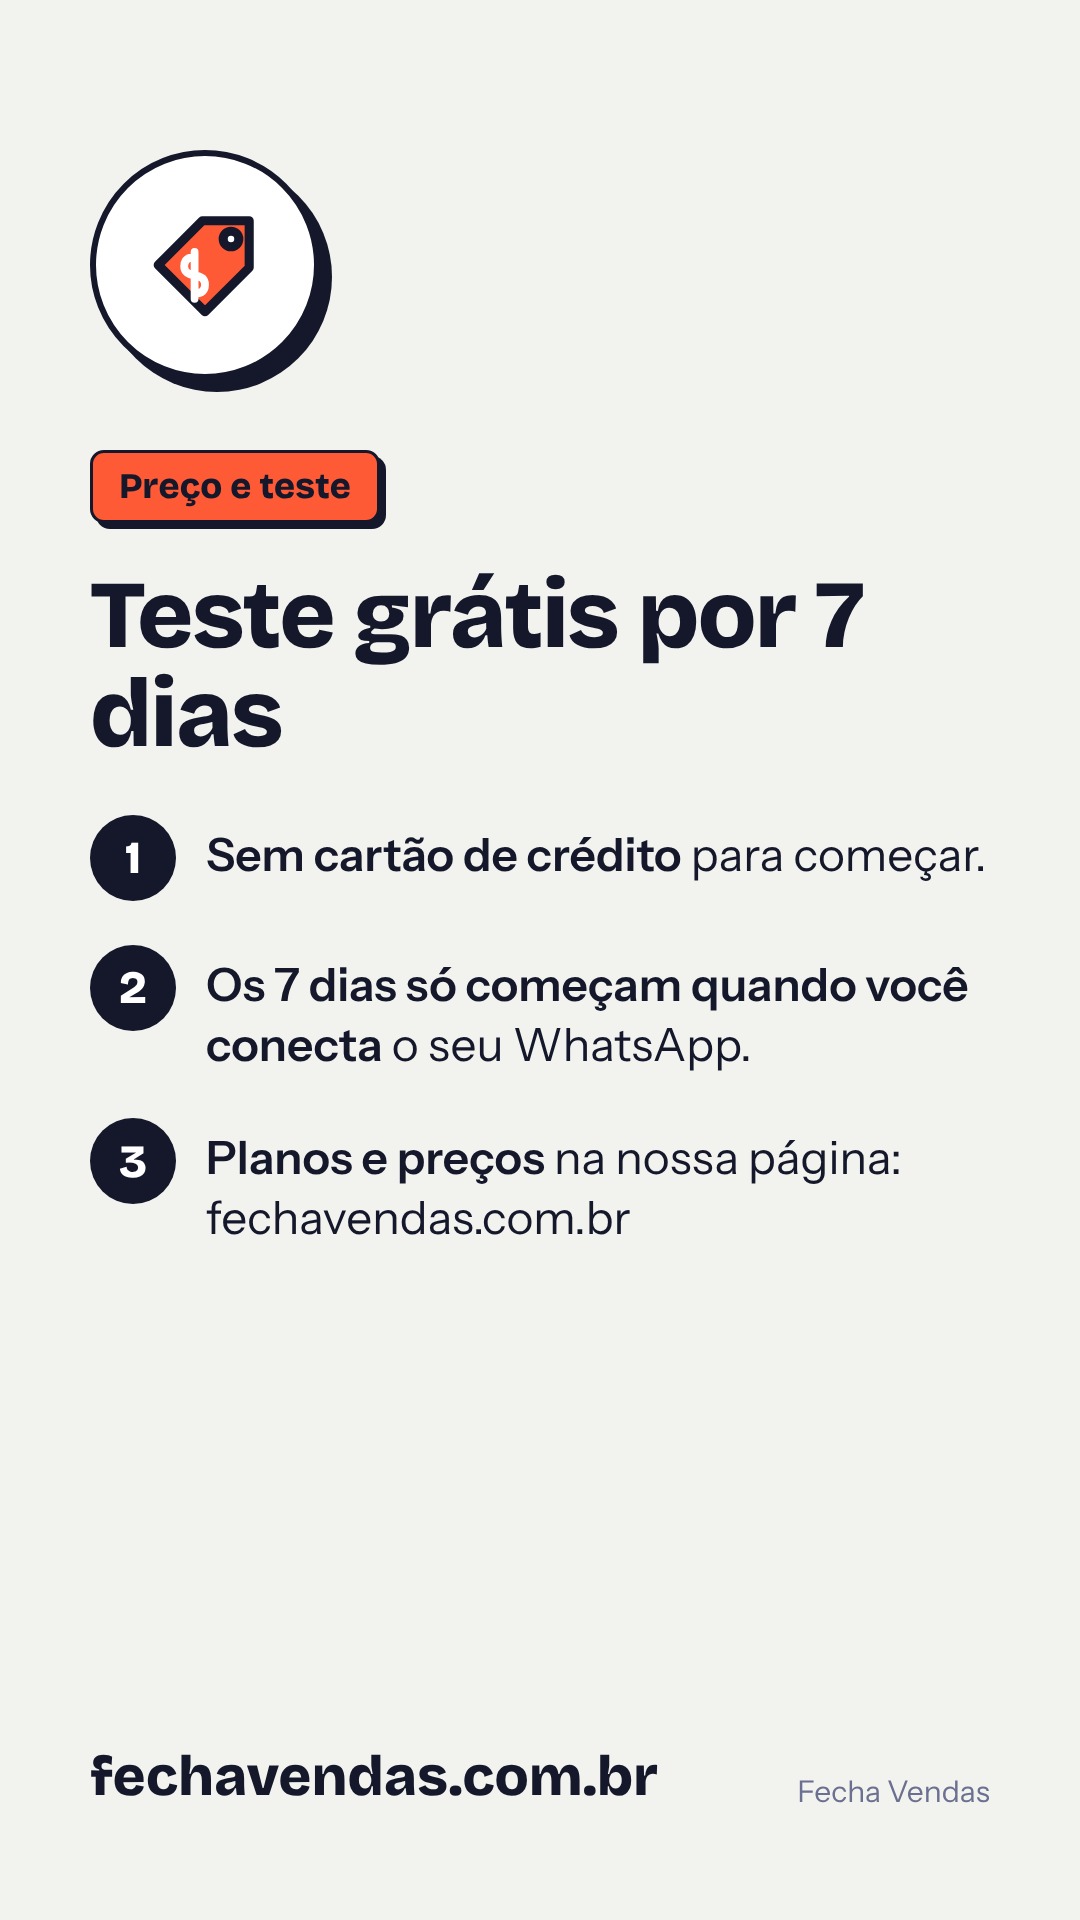 $
Preço e teste
Teste grátis por 7
dias
1 Sem cartão de crédito para começar.
2 Os 7 dias só começam quando você
conecta o seu WhatsApp.
3 Planos e preços na nossa página:
fechavendas.com.br
fechavendas.com.br
Fecha Vendas